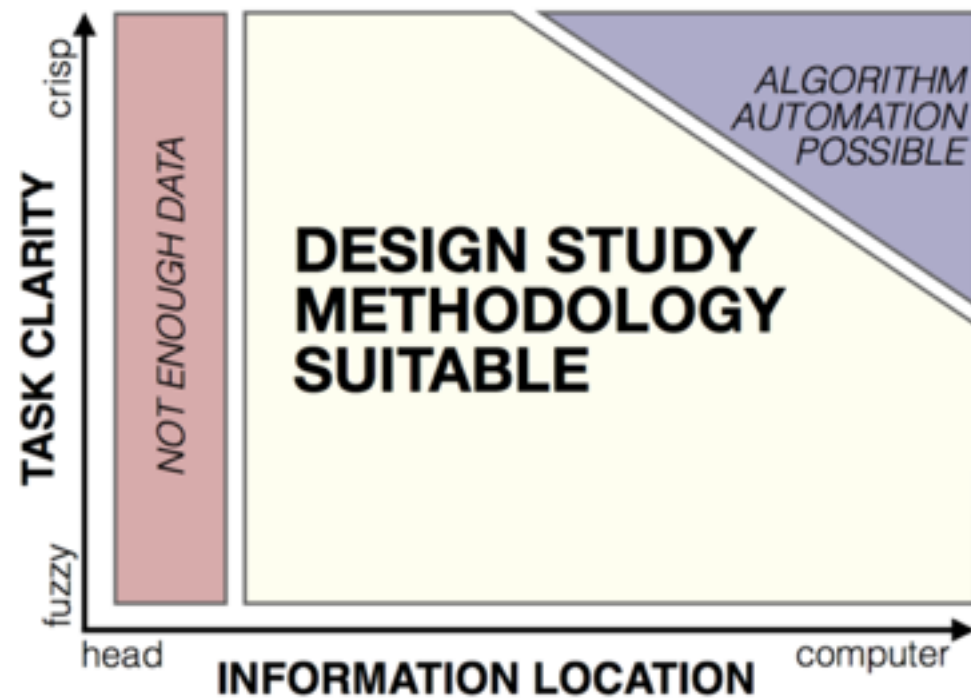 crisp
TASK CLARITY
fuzzy
NOT ENOUGH DATA
DESIGN STUDY
METHODOLOGY
SUITABLE
ALGORITHM
AUTOMATION
POSSIBLE
head
computer
INFORMATION LOCATION